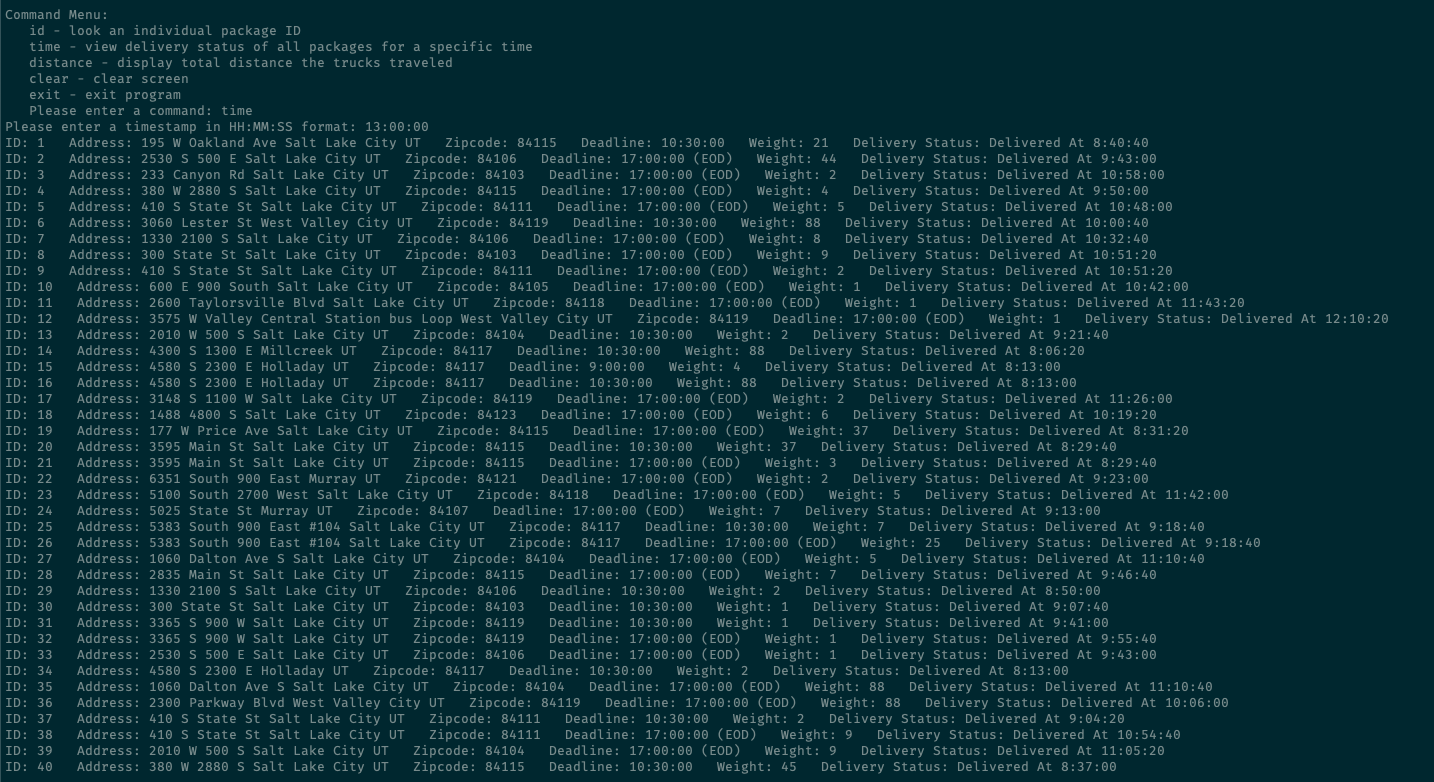 Command Menu:
   id - look an individual package ID
   time - view delivery status of all packages for a specific time
   distance - display total distance the trucks traveled
   clear - clear screen
   exit - exit program
   Please enter a command: time
Please enter a timestamp in HH:MM:SS format: 13:00:00
ID: 1   Address: 195 W Oakland Ave Salt Lake City UT   Zipcode: 84115   Deadline: 10:30:00   Weight: 21   Delivery Status: Delivered At 8:40:40
ID: 2   Address: 2530 S 500 E Salt Lake City UT   Zipcode: 84106   Deadline: 17:00:00 (EOD)   Weight: 44   Delivery Status: Delivered At 9:43:00
ID: 3   Address: 233 Canyon Rd Salt Lake City UT   Zipcode: 84103   Deadline: 17:00:00 (EOD)   Weight: 2   Delivery Status: Delivered At 10:58:00
ID: 4   Address: 380 W 2880 S Salt Lake City UT   Zipcode: 84115   Deadline: 17:00:00 (EOD)   Weight: 4   Delivery Status: Delivered At 9:50:00
ID: 5   Address: 410 S State St Salt Lake City UT   Zipcode: 84111   Deadline: 17:00:00 (EOD)   Weight: 5   Delivery Status: Delivered At 10:48:00
ID: 6   Address: 3060 Lester St West Valley City UT   Zipcode: 84119   Deadline: 10:30:00   Weight: 88   Delivery Status: Delivered At 10:00:40
ID: 7   Address: 1330 2100 S Salt Lake City UT   Zipcode: 84106   Deadline: 17:00:00 (EOD)   Weight: 8   Delivery Status: Delivered At 10:32:40
ID: 8   Address: 300 State St Salt Lake City UT   Zipcode: 84103   Deadline: 17:00:00 (EOD)   Weight: 9   Delivery Status: Delivered At 10:51:20
ID: 9   Address: 410 S State St Salt Lake City UT   Zipcode: 84111   Deadline: 17:00:00 (EOD)   Weight: 2   Delivery Status: Delivered At 10:51:20
ID: 10   Address: 600 E 900 South Salt Lake City UT   Zipcode: 84105   Deadline: 17:00:00 (EOD)   Weight: 1   Delivery Status: Delivered At 10:42:00
ID: 11   Address: 2600 Taylorsville Blvd Salt Lake City UT   Zipcode: 84118   Deadline: 17:00:00 (EOD)   Weight: 1   Delivery Status: Delivered At 11:43:20
ID: 12   Address: 3575 W Valley Central Station bus Loop West Valley City UT   Zipcode: 84119   Deadline: 17:00:00 (EOD)   Weight: 1   Delivery Status: Delivered At 12:10:20
ID: 13   Address: 2010 W 500 S Salt Lake City UT   Zipcode: 84104   Deadline: 10:30:00   Weight: 2   Delivery Status: Delivered At 9:21:40
ID: 14   Address: 4300 S 1300 E Millcreek UT   Zipcode: 84117   Deadline: 10:30:00   Weight: 88   Delivery Status: Delivered At 8:06:20
ID: 15   Address: 4580 S 2300 E Holladay UT   Zipcode: 84117   Deadline: 9:00:00   Weight: 4   Delivery Status: Delivered At 8:13:00
ID: 16   Address: 4580 S 2300 E Holladay UT   Zipcode: 84117   Deadline: 10:30:00   Weight: 88   Delivery Status: Delivered At 8:13:00
ID: 17   Address: 3148 S 1100 W Salt Lake City UT   Zipcode: 84119   Deadline: 17:00:00 (EOD)   Weight: 2   Delivery Status: Delivered At 11:26:00
ID: 18   Address: 1488 4800 S Salt Lake City UT   Zipcode: 84123   Deadline: 17:00:00 (EOD)   Weight: 6   Delivery Status: Delivered At 10:19:20
ID: 19   Address: 177 W Price Ave Salt Lake City UT   Zipcode: 84115   Deadline: 17:00:00 (EOD)   Weight: 37   Delivery Status: Delivered At 8:31:20
ID: 20   Address: 3595 Main St Salt Lake City UT   Zipcode: 84115   Deadline: 10:30:00   Weight: 37   Delivery Status: Delivered At 8:29:40
ID: 21   Address: 3595 Main St Salt Lake City UT   Zipcode: 84115   Deadline: 17:00:00 (EOD)   Weight: 3   Delivery Status: Delivered At 8:29:40
ID: 22   Address: 6351 South 900 East Murray UT   Zipcode: 84121   Deadline: 17:00:00 (EOD)   Weight: 2   Delivery Status: Delivered At 9:23:00
ID: 23   Address: 5100 South 2700 West Salt Lake City UT   Zipcode: 84118   Deadline: 17:00:00 (EOD)   Weight: 5   Delivery Status: Delivered At 11:42:00
ID: 24   Address: 5025 State St Murray UT   Zipcode: 84107   Deadline: 17:00:00 (EOD)   Weight: 7   Delivery Status: Delivered At 9:13:00
ID: 25   Address: 5383 South 900 East #104 Salt Lake City UT   Zipcode: 84117   Deadline: 10:30:00   Weight: 7   Delivery Status: Delivered At 9:18:40
ID: 26   Address: 5383 South 900 East #104 Salt Lake City UT   Zipcode: 84117   Deadline: 17:00:00 (EOD)   Weight: 25   Delivery Status: Delivered At 9:18:40
ID: 27   Address: 1060 Dalton Ave S Salt Lake City UT   Zipcode: 84104   Deadline: 17:00:00 (EOD)   Weight: 5   Delivery Status: Delivered At 11:10:40
ID: 28   Address: 2835 Main St Salt Lake City UT   Zipcode: 84115   Deadline: 17:00:00 (EOD)   Weight: 7   Delivery Status: Delivered At 9:46:40
ID: 29   Address: 1330 2100 S Salt Lake City UT   Zipcode: 84106   Deadline: 10:30:00   Weight: 2   Delivery Status: Delivered At 8:50:00
ID: 30   Address: 300 State St Salt Lake City UT   Zipcode: 84103   Deadline: 10:30:00   Weight: 1   Delivery Status: Delivered At 9:07:40
ID: 31   Address: 3365 S 900 W Salt Lake City UT   Zipcode: 84119   Deadline: 10:30:00   Weight: 1   Delivery Status: Delivered At 9:41:00
ID: 32   Address: 3365 S 900 W Salt Lake City UT   Zipcode: 84119   Deadline: 17:00:00 (EOD)   Weight: 1   Delivery Status: Delivered At 9:55:40
ID: 33   Address: 2530 S 500 E Salt Lake City UT   Zipcode: 84106   Deadline: 17:00:00 (EOD)   Weight: 1   Delivery Status: Delivered At 9:43:00
ID: 34   Address: 4580 S 2300 E Holladay UT   Zipcode: 84117   Deadline: 10:30:00   Weight: 2   Delivery Status: Delivered At 8:13:00
ID: 35   Address: 1060 Dalton Ave S Salt Lake City UT   Zipcode: 84104   Deadline: 17:00:00 (EOD)   Weight: 88   Delivery Status: Delivered At 11:10:40
ID: 36   Address: 2300 Parkway Blvd West Valley City UT   Zipcode: 84119   Deadline: 17:00:00 (EOD)   Weight: 88   Delivery Status: Delivered At 10:06:00
ID: 37   Address: 410 S State St Salt Lake City UT   Zipcode: 84111   Deadline: 10:30:00   Weight: 2   Delivery Status: Delivered At 9:04:20
ID: 38   Address: 410 S State St Salt Lake City UT   Zipcode: 84111   Deadline: 17:00:00 (EOD)   Weight: 9   Delivery Status: Delivered At 10:54:40
ID: 39   Address: 2010 W 500 S Salt Lake City UT   Zipcode: 84104   Deadline: 17:00:00 (EOD)   Weight: 9   Delivery Status: Delivered At 11:05:20
ID: 40   Address: 380 W 2880 S Salt Lake City UT   Zipcode: 84115   Deadline: 10:30:00   Weight: 45   Delivery Status: Delivered At 8:37:00